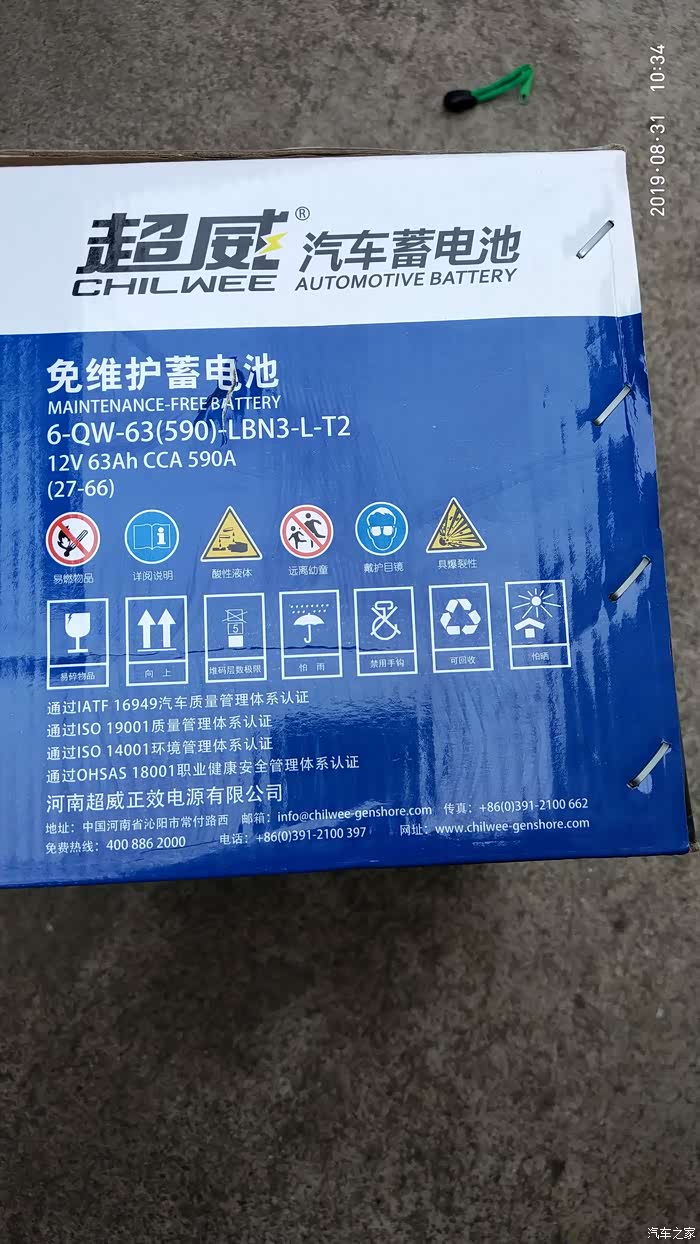 2019·08·31 10:34
超威®
汽车蓄电池
CHILWEE
AUTOMOTIVE BATTERY
免维护蓄电池
MAINTENANCE-FREE BATTERY
6-QW-63(590)-LBN3-L-T2
12V 63Ah CCA 590A
(27-66)
易燃物品 详阅说明 酸性液体 远离幼童 戴护目镜 具爆裂性
5
易碎物品 向上 堆码层数极限 怕雨 禁用手钩 可回收 怕晒
通过IATF 16949汽车质量管理体系认证
通过ISO 19001质量管理体系认证
通过ISO 14001环境管理体系认证
通过OHSAS 18001职业健康安全管理体系认证
河南超威正效电源有限公司
地址：中国河南省沁阳市常付路西 邮箱：info@chilwee-genshore.com 传真：+86(0)391-2100 662
免费热线：400 886 2000 电话：+86(0)391-2100 397 网址：www.chilwee-genshore.com
汽车之家